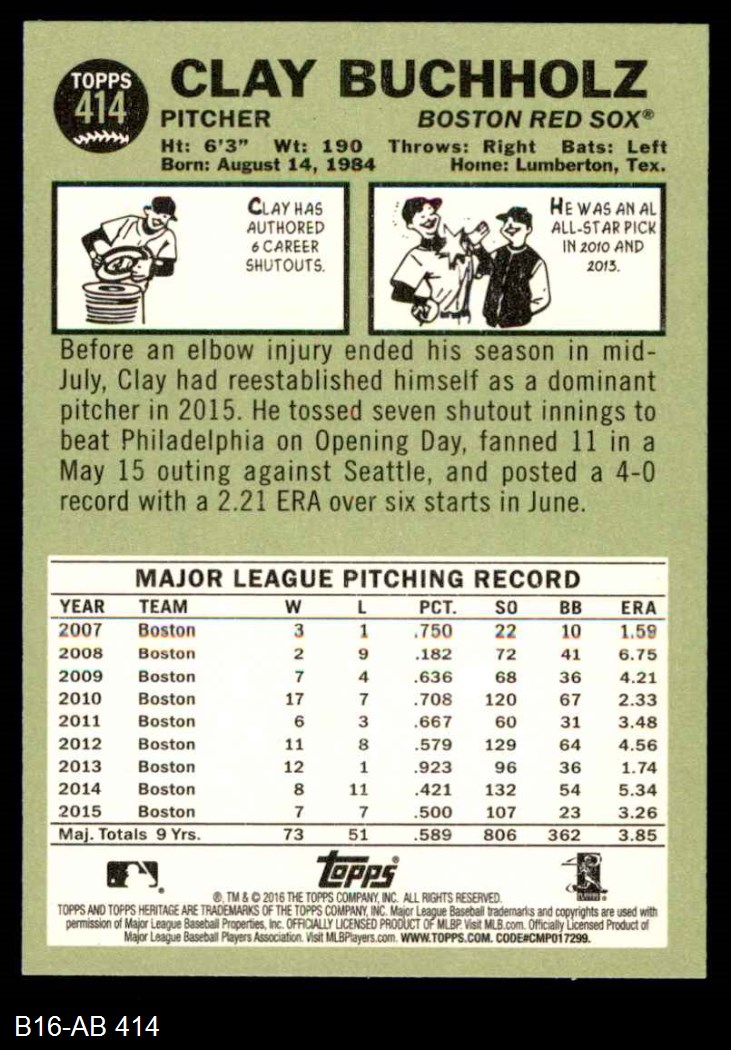 TOPPS
414
CLAY BUCHHOLZ
PITCHER BOSTON RED SOX®
Ht: 6'3" Wt: 190 Throws: Right Bats: Left
Born: August 14, 1984 Home: Lumberton, Tex.
CLAY HAS
AUTHORED
6 CAREER
SHUTOUTS.
HE WAS AN AL
ALL-STAR PICK
IN 2010 AND
2013.
Before an elbow injury ended his season in mid-
July, Clay had reestablished himself as a dominant
pitcher in 2015. He tossed seven shutout innings to
beat Philadelphia on Opening Day, fanned 11 in a
May 15 outing against Seattle, and posted a 4-0
record with a 2.21 ERA over six starts in June.
MAJOR LEAGUE PITCHING RECORD
YEAR TEAM W L PCT. SO BB ERA
2007 Boston 3 1 .750 22 10 1.59
2008 Boston 2 9 .182 72 41 6.75
2009 Boston 7 4 .636 68 36 4.21
2010 Boston 17 7 .708 120 67 2.33
2011 Boston 6 3 .667 60 31 3.48
2012 Boston 11 8 .579 129 64 4.56
2013 Boston 12 1 .923 96 36 1.74
2014 Boston 8 11 .421 132 54 5.34
2015 Boston 7 7 .500 107 23 3.26
Maj. Totals 9 Yrs. 73 51 .589 806 362 3.85
topps®
®, TM & © 2016 THE TOPPS COMPANY, INC. ALL RIGHTS RESERVED.
TOPPS AND TOPPS HERITAGE ARE TRADEMARKS OF THE TOPPS COMPANY, INC. Major League Baseball trademarks and copyrights are used with
permission of Major League Baseball Properties, Inc. OFFICIALLY LICENSED PRODUCT OF MLBP. Visit MLB.com. Officially Licensed Product of
Major League Baseball Players Association. Visit MLBPlayers.com. WWW.TOPPS.COM. CODE#CMP017299.
B16-AB 414